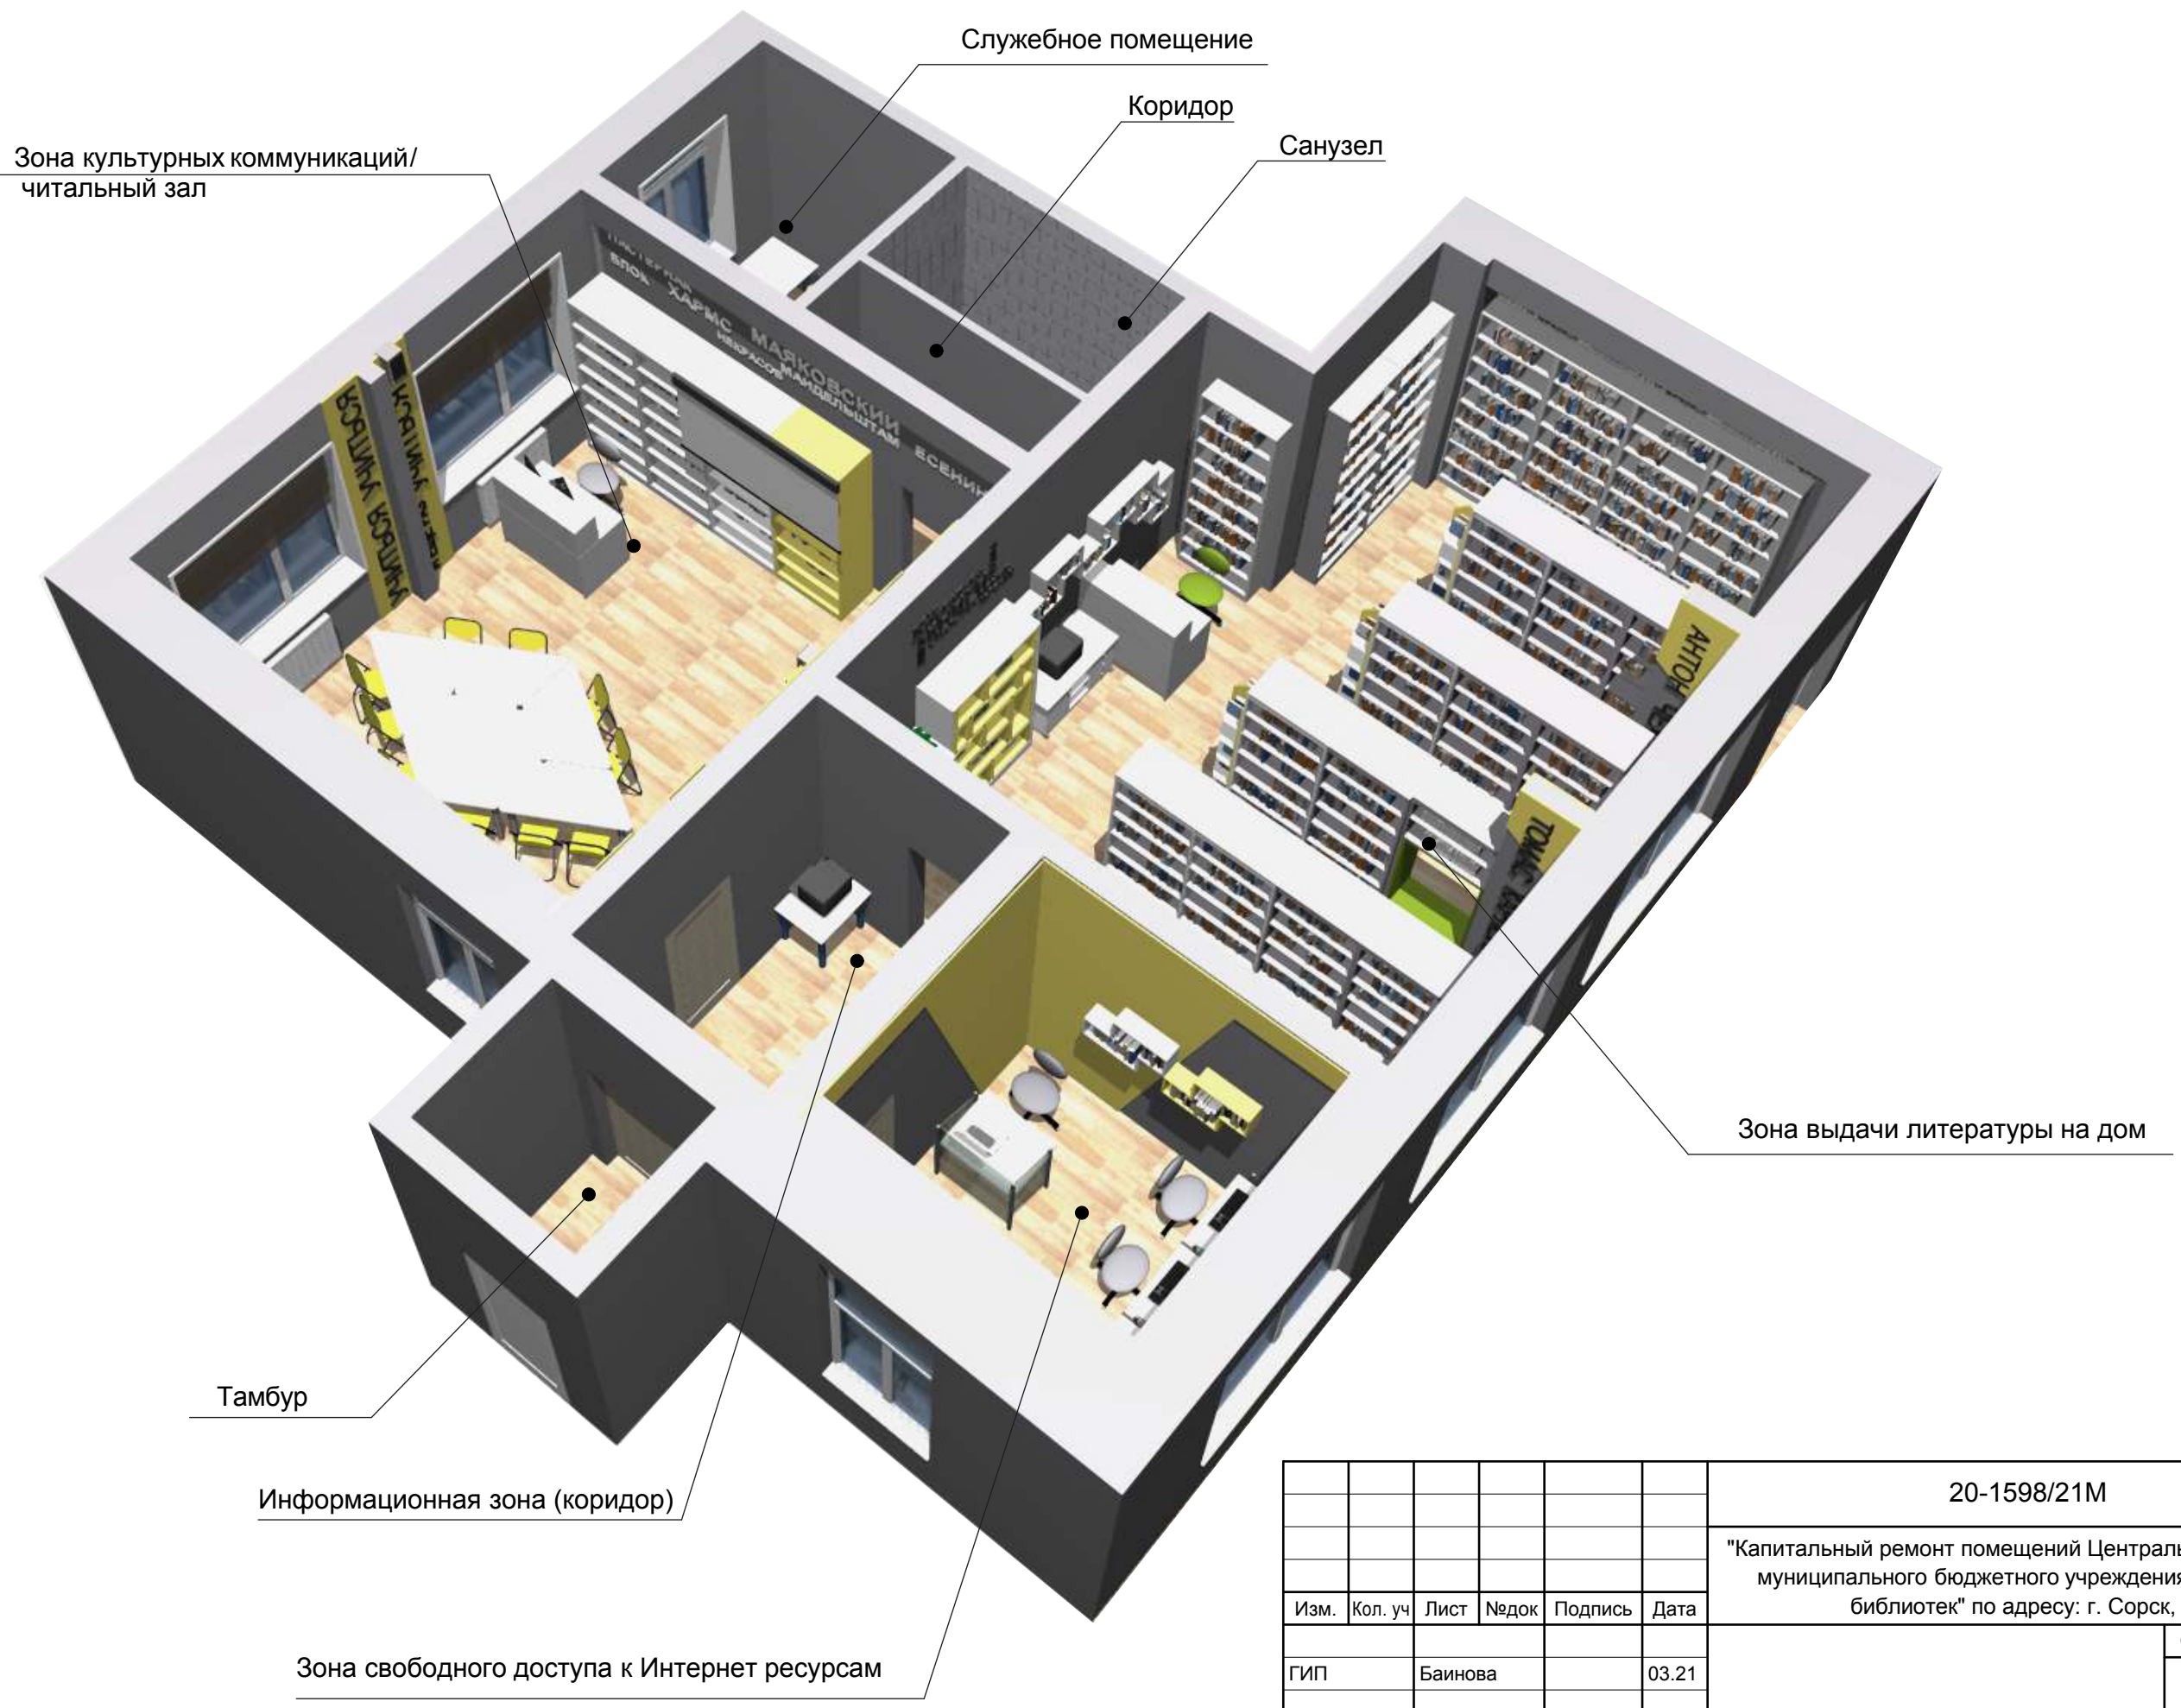 Служебное помещение
Коридор
Санузел
Зона культурных коммуникаций/
читальный зал
БЛОК ХАРМС МАЯКОВСКИЙ ЕСЕНИН
НЕКРАСОВ МАНДЕЛЬШТАМ
АНТОН
ТОМАС
Зона выдачи литературы на дом
Тамбур
Информационная зона (коридор)
Зона свободного доступа к Интернет ресурсам
20-1598/21М
"Капитальный ремонт помещений Централь
муниципального бюджетного учреждения
библиотек" по адресу: г. Сорск,
Изм. Кол. уч Лист №док Подпись Дата
ГИП Баинова 03.21